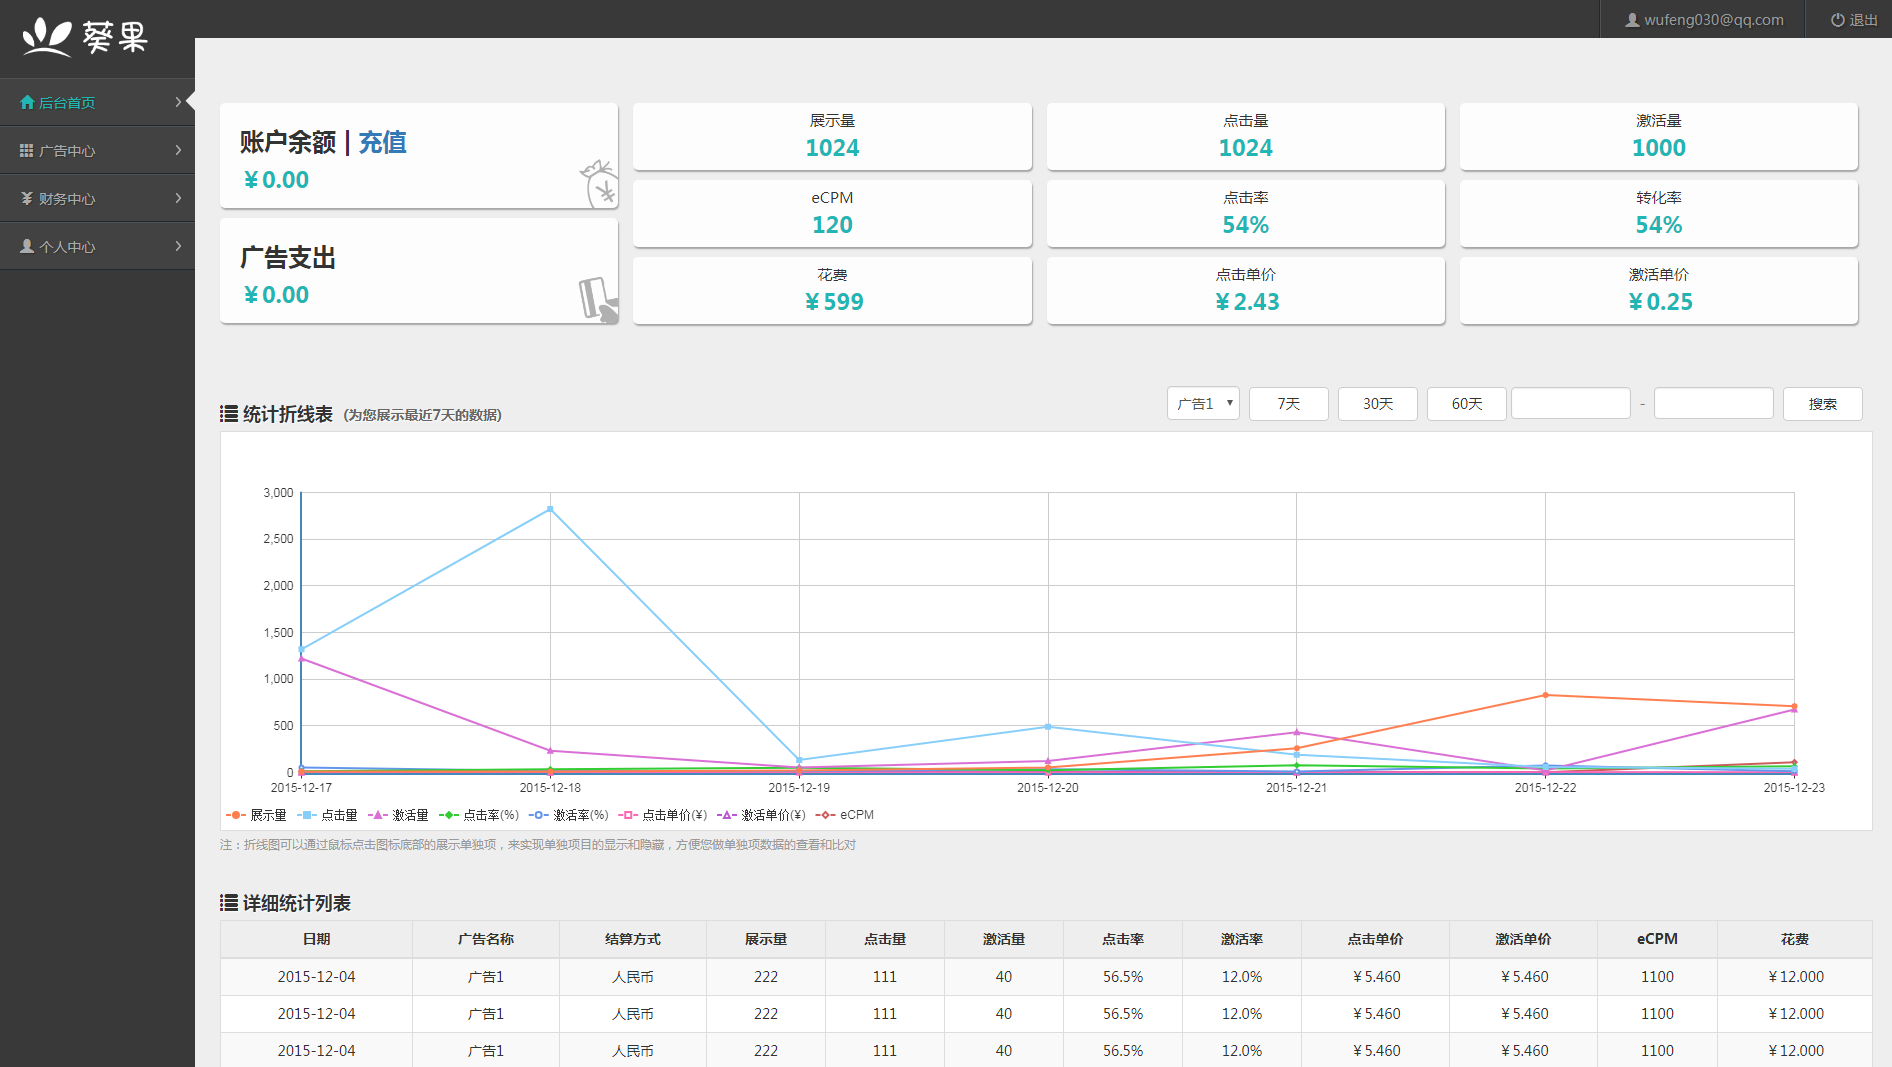 葵果
wufeng030@qq.com
退出
后台首页
广告中心
财务中心
个人中心
账户余额 | 充值
¥0.00
广告支出
¥0.00
展示量
1024
点击量
1024
激活量
1000
eCPM
120
点击率
54%
转化率
54%
花费
¥599
点击单价
¥2.43
激活单价
¥0.25
统计折线表 (为您展示最近7天的数据)
广告1 7天 30天 60天 - 搜索
3,000
2,500
2,000
1,500
1,000
500
0
2015-12-17 2015-12-18 2015-12-19 2015-12-20 2015-12-21 2015-12-22 2015-12-23
展示量 点击量 激活量 点击率(%) 激活率(%) 点击单价(¥) 激活单价(¥) eCPM
注：折线图可以通过鼠标点击图标底部的展示单独项，来实现单独项目的显示和隐藏，方便您做单独项数据的查看和比对
详细统计列表
日期 广告名称 结算方式 展示量 点击量 激活量 点击率 激活率 点击单价 激活单价 eCPM 花费
2015-12-04 广告1 人民币 222 111 40 56.5% 12.0% ¥5.460 ¥5.460 1100 ¥12.000
2015-12-04 广告1 人民币 222 111 40 56.5% 12.0% ¥5.460 ¥5.460 1100 ¥12.000
2015-12-04 广告1 人民币 222 111 40 56.5% 12.0% ¥5.460 ¥5.460 1100 ¥12.000